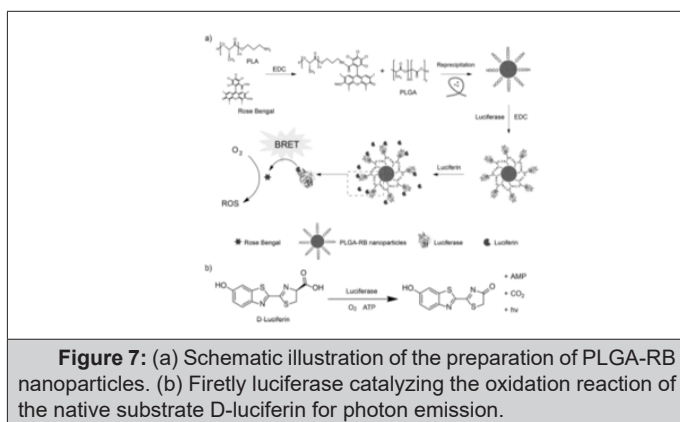 a)
PLA
EDC
Rose Bengal
+
PLGA
Reprecipitation
Luciferase EDC
BRET
O2
ROS
Luciferin
Rose Bengal PLGA-RB nanoparticles Luciferase Luciferin
b)
HO S N N S O OH
D-Luciferin
Luciferase
O2 ATP
HO S N N S O
+ AMP
+ CO2
+ hv
Figure 7: (a) Schematic illustration of the preparation of PLGA-RB
nanoparticles. (b) Firetly luciferase catalyzing the oxidation reaction of
the native substrate D-luciferin for photon emission.